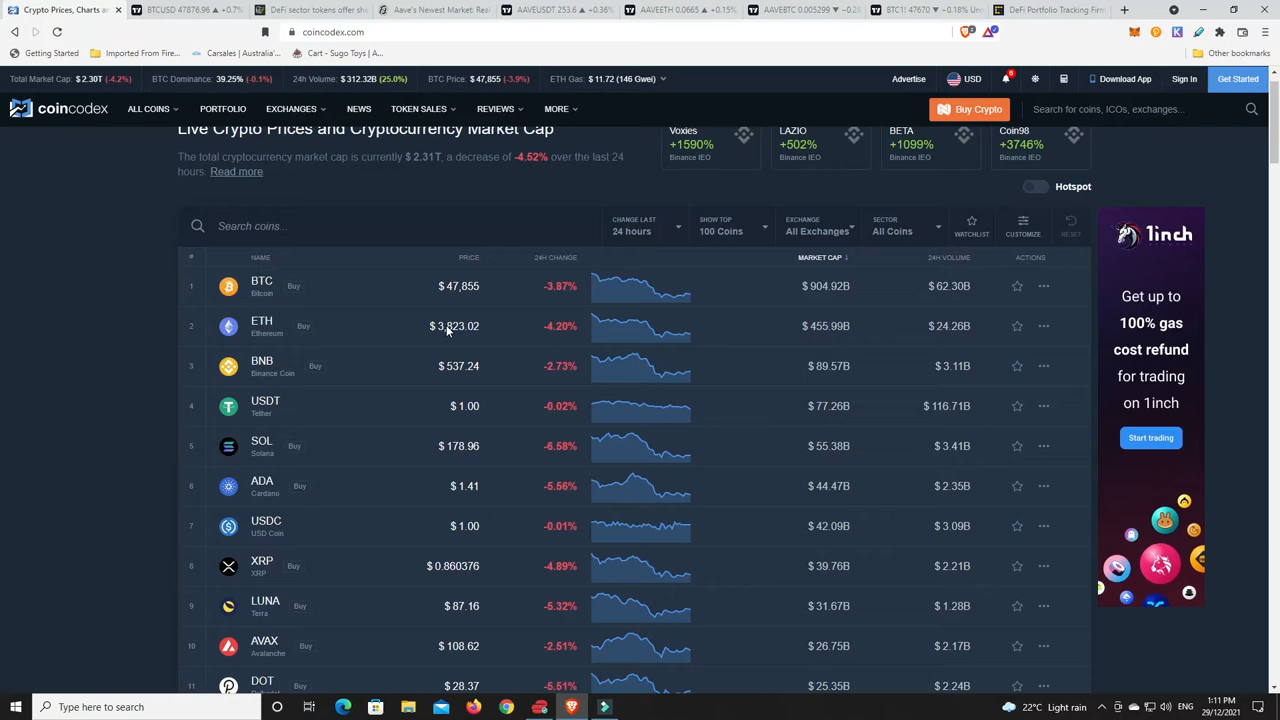 Crypto Prices, Charts and
BTCUSD 47876.96 ▲ +0.7%
DeFi sector tokens offer sh
Aave's Newest Market: Real
AAVEUSDT 253.6 ▲ +0.36%
AAVEETH 0.0665 ▲ +0.15%
AAVEBTC 0.005299 ▼ −0.2
BTC1! 47670 ▼ −0.18% Unn
DeFi Portfolio Tracking Firm
coincodex.com
Getting Started
Imported From Fire...
Carsales | Australia'...
Cart - Sugo Toys | A...
Other bookmarks
Total Market Cap: $ 2.30T (-4.2%)
BTC Dominance: 39.25% (-0.1%)
24h Volume: $ 312.32B (25.0%)
BTC Price: $ 47,855 (-3.9%)
ETH Gas: $ 11.72 (146 Gwei)
Advertise
USD
6
Download App
Sign In
Get Started
coincodex
ALL COINS
PORTFOLIO
EXCHANGES
NEWS
TOKEN SALES
REVIEWS
MORE
Buy Crypto
Search for coins, ICOs, exchanges...
Live Crypto Prices and Cryptocurrency Market Cap
The total cryptocurrency market cap is currently $ 2.31T, a decrease of -4.52% over the last 24
hours. Read more
Voxies
+1590%
Binance IEO
LAZIO
+502%
Binance IEO
BETA
+1099%
Binance IEO
Coin98
+3746%
Binance IEO
Hotspot
Search coins...
CHANGE LAST
24 hours
SHOW TOP
100 Coins
EXCHANGE
All Exchanges
SECTOR
All Coins
WATCHLIST
CUSTOMIZE
RESET
# NAME PRICE 24H CHANGE MARKET CAP ↓ 24H VOLUME ACTIONS
1 BTC Bitcoin Buy $ 47,855 -3.87% $ 904.92B $ 62.30B
2 ETH Ethereum Buy $ 3,823.02 -4.20% $ 455.99B $ 24.26B
3 BNB Binance Coin Buy $ 537.24 -2.73% $ 89.57B $ 3.11B
4 USDT Tether $ 1.00 -0.02% $ 77.26B $ 116.71B
5 SOL Solana Buy $ 178.96 -6.58% $ 55.38B $ 3.41B
6 ADA Cardano Buy $ 1.41 -5.56% $ 44.47B $ 2.35B
7 USDC USD Coin $ 1.00 -0.01% $ 42.09B $ 3.09B
8 XRP XRP Buy $ 0.860376 -4.89% $ 39.76B $ 2.21B
9 LUNA Terra Buy $ 87.16 -5.32% $ 31.67B $ 1.28B
10 AVAX Avalanche Buy $ 108.62 -2.51% $ 26.75B $ 2.17B
11 DOT Buy $ 28.37 -5.51% $ 25.35B $ 2.24B
1inch
Get up to
100% gas
cost refund
for trading
on 1inch
Start trading
Type here to search
22°C Light rain
ENG
1:11 PM
29/12/2021